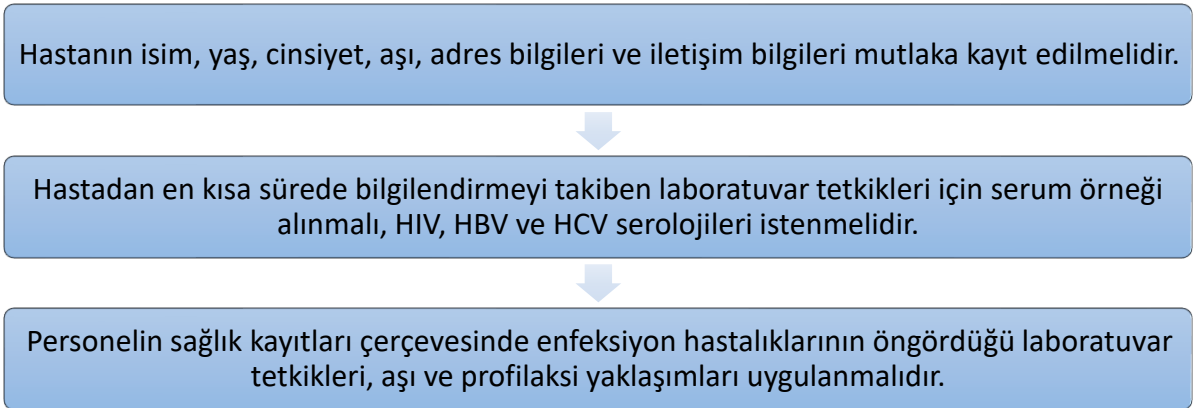 Hastanın isim, yaş, cinsiyet, aşı, adres bilgileri ve iletişim bilgileri mutlaka kayıt edilmelidir.
Hastadan en kısa sürede bilgilendirmeyi takiben laboratuvar tetkikleri için serum örneği
alınmalı, HIV, HBV ve HCV serolojileri istenmelidir.
Personelin sağlık kayıtları çerçevesinde enfeksiyon hastalıklarının öngördüğü laboratuvar
tetkikleri, aşı ve profilaksi yaklaşımları uygulanmalıdır.